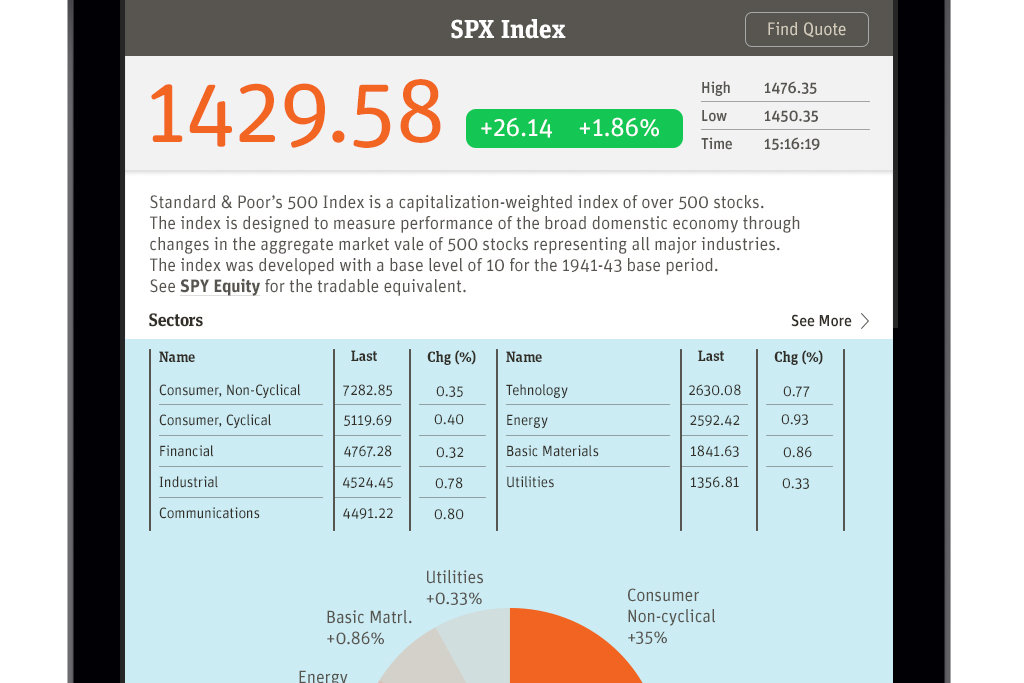 SPX Index
Find Quote
1429.58
+26.14 +1.86%
High 1476.35
Low 1450.35
Time 15:16:19
Standard & Poor's 500 Index is a capitalization-weighted index of over 500 stocks.
The index is designed to measure performance of the broad domenstic economy through
changes in the aggregate market vale of 500 stocks representing all major industries.
The index was developed with a base level of 10 for the 1941-43 base period.
See SPY Equity for the tradable equivalent.
Sectors
See More
Name Last Chg (%) Name Last Chg (%)
Consumer, Non-Cyclical 7282.85 0.35 Tehnology 2630.08 0.77
Consumer, Cyclical 5119.69 0.40 Energy 2592.42 0.93
Financial 4767.28 0.32 Basic Materials 1841.63 0.86
Industrial 4524.45 0.78 Utilities 1356.81 0.33
Communications 4491.22 0.80
Utilities
+0.33%
Consumer
Non-cyclical
+35%
Basic Matrl.
+0.86%
Energy